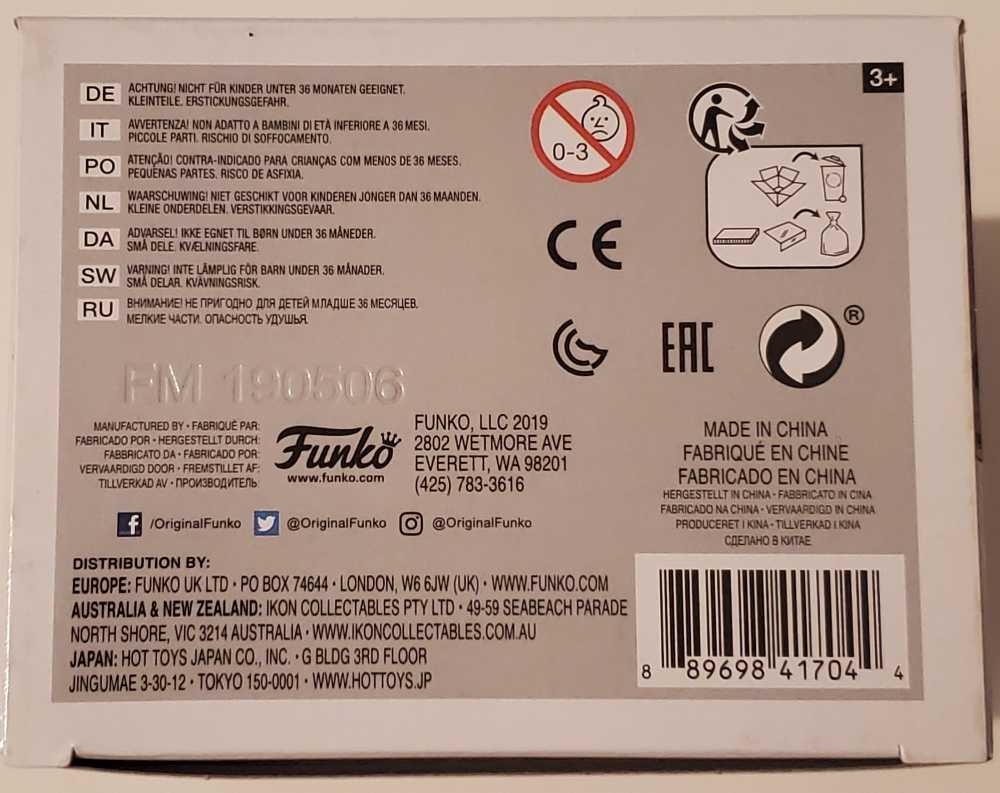 3+
DE ACHTUNG! NICHT FÜR KINDER UNTER 36 MONATEN GEEIGNET.
KLEINTEILE. ERSTICKUNGSGEFAHR.
IT AVVERTENZA! NON ADATTO A BAMBINI DI ETÀ INFERIORE A 36 MESI.
PICCOLE PARTI. RISCHIO DI SOFFOCAMENTO.
PO ATENÇÃO! CONTRA-INDICADO PARA CRIANÇAS COM MENOS DE 36 MESES.
PEQUENAS PARTES. RISCO DE ASFIXIA.
NL WAARSCHUWING! NIET GESCHIKT VOOR KINDEREN JONGER DAN 36 MAANDEN.
KLEINE ONDERDELEN. VERSTIKKINGSGEVAAR.
DA ADVARSEL! IKKE EGNET TIL BØRN UNDER 36 MÅNEDER.
SMÅ DELE. KVÆLNINGSFARE.
SW VARNING! INTE LÄMPLIG FÖR BARN UNDER 36 MÅNADER.
SMÅ DELAR. KVÄVNINGSRISK.
RU ВНИМАНИЕ! НЕ ПРИГОДНО ДЛЯ ДЕТЕЙ МЛАДШЕ 36 МЕСЯЦЕВ.
МЕЛКИЕ ЧАСТИ. ОПАСНОСТЬ УДУШЬЯ.
0-3
CE
EAC
®
FM 190506
MANUFACTURED BY • FABRIQUÉ PAR:
FABRICADO POR • HERGESTELLT DURCH:
FABBRICATO DA • FABRICADO POR:
VERVAARDIGD DOOR • FREMSTILLET AF:
TILLVERKAD AV • ПРОИЗВОДИТЕЛЬ:
Funko
www.funko.com
FUNKO, LLC 2019
2802 WETMORE AVE
EVERETT, WA 98201
(425) 783-3616
MADE IN CHINA
FABRIQUÉ EN CHINE
FABRICADO EN CHINA
HERGESTELLT IN CHINA • FABBRICATO IN CINA
FABRICADO NA CHINA • VERVAARDIGD IN CHINA
PRODUCERET I KINA • TILLVERKAD I KINA
СДЕЛАНО В КИТАЕ
f /OriginalFunko @OriginalFunko @OriginalFunko
DISTRIBUTION BY:
EUROPE: FUNKO UK LTD • PO BOX 74644 • LONDON, W6 6JW (UK) • WWW.FUNKO.COM
AUSTRALIA & NEW ZEALAND: IKON COLLECTABLES PTY LTD • 49-59 SEABEACH PARADE
NORTH SHORE, VIC 3214 AUSTRALIA • WWW.IKONCOLLECTABLES.COM.AU
JAPAN: HOT TOYS JAPAN CO., INC. • G BLDG 3RD FLOOR
JINGUMAE 3-30-12 • TOKYO 150-0001 • WWW.HOTTOYS.JP
8 89698 41704 4